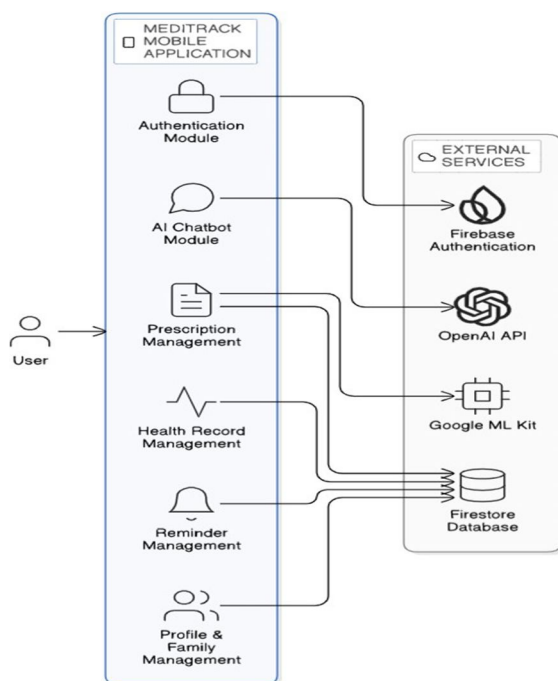 MEDITRACK
MOBILE
APPLICATION
Authentication
Module
AI Chatbot
Module
Prescription
Management
User
Health Record
Management
Reminder
Management
Profile &
Family
Management
EXTERNAL
SERVICES
Firebase
Authentication
OpenAI API
Google ML Kit
Firestore
Database